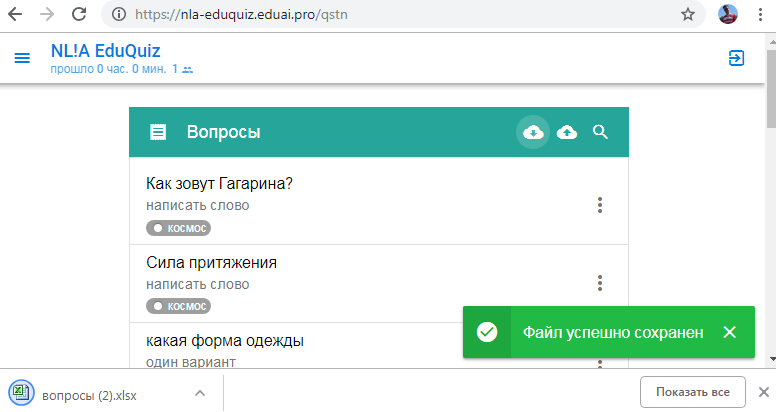 https://nla-eduquiz.eduai.pro/qstn
NL!A EduQuiz
прошло 0 час. 0 мин. 1
Вопросы
Как зовут Гагарина?
написать слово
космос
Сила притяжения
написать слово
космос
какая форма одежды
один вариант
Файл успешно сохранен
вопросы (2).xlsx
Показать все